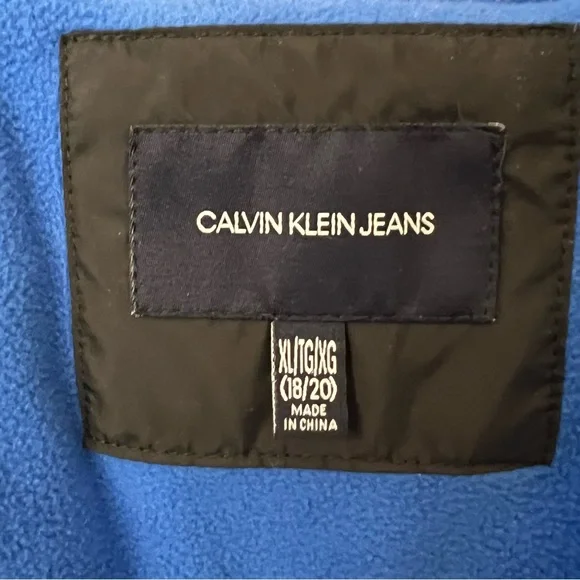 CALVIN KLEIN JEANS
XL/TG/XG
(18/20)
MADE
IN CHINA